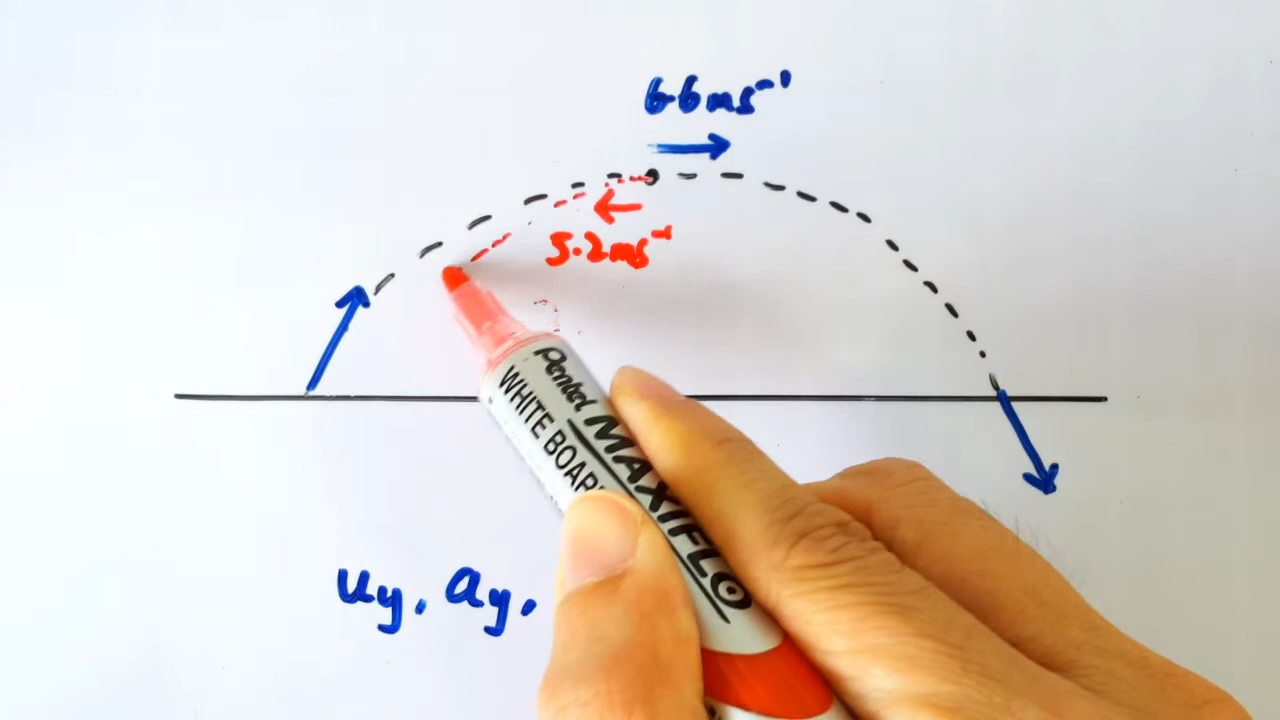 6.6ms⁻¹
5.2ms⁻¹
Pentel MAXIFLO
WHITE BOAR
uy, ay,